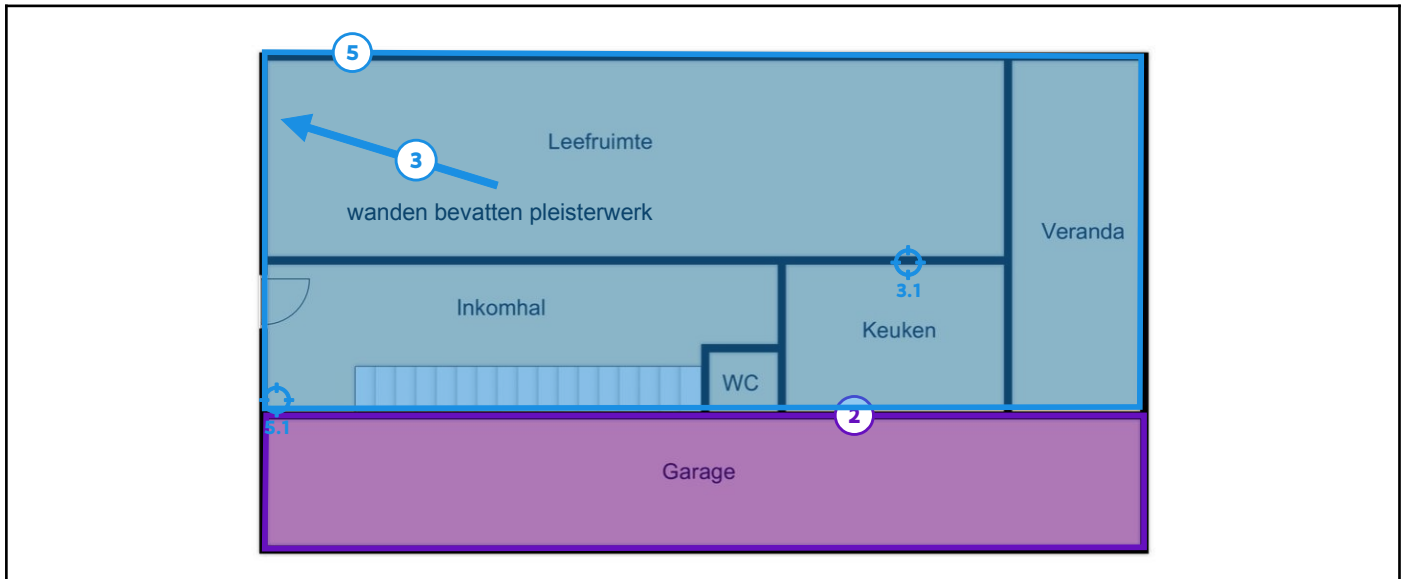 5
Leefruimte
3
wanden bevatten pleisterwerk
Veranda
3.1
Inkomhal
Keuken
WC
5.1
2
Garage